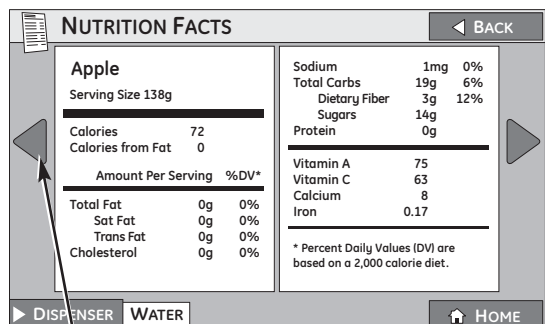 NUTRITION FACTS
BACK
Apple
Serving Size 138g
Calories 72
Calories from Fat 0
Amount Per Serving %DV*
Total Fat 0g 0%
Sat Fat 0g 0%
Trans Fat 0g 0%
Cholesterol 0g 0%
Sodium 1mg 0%
Total Carbs 19g 6%
Dietary Fiber 3g 12%
Sugars 14g
Protein 0g
Vitamin A 75
Vitamin C 63
Calcium 8
Iron 0.17
* Percent Daily Values (DV) are
based on a 2,000 calorie diet.
DISPENSER WATER
HOME